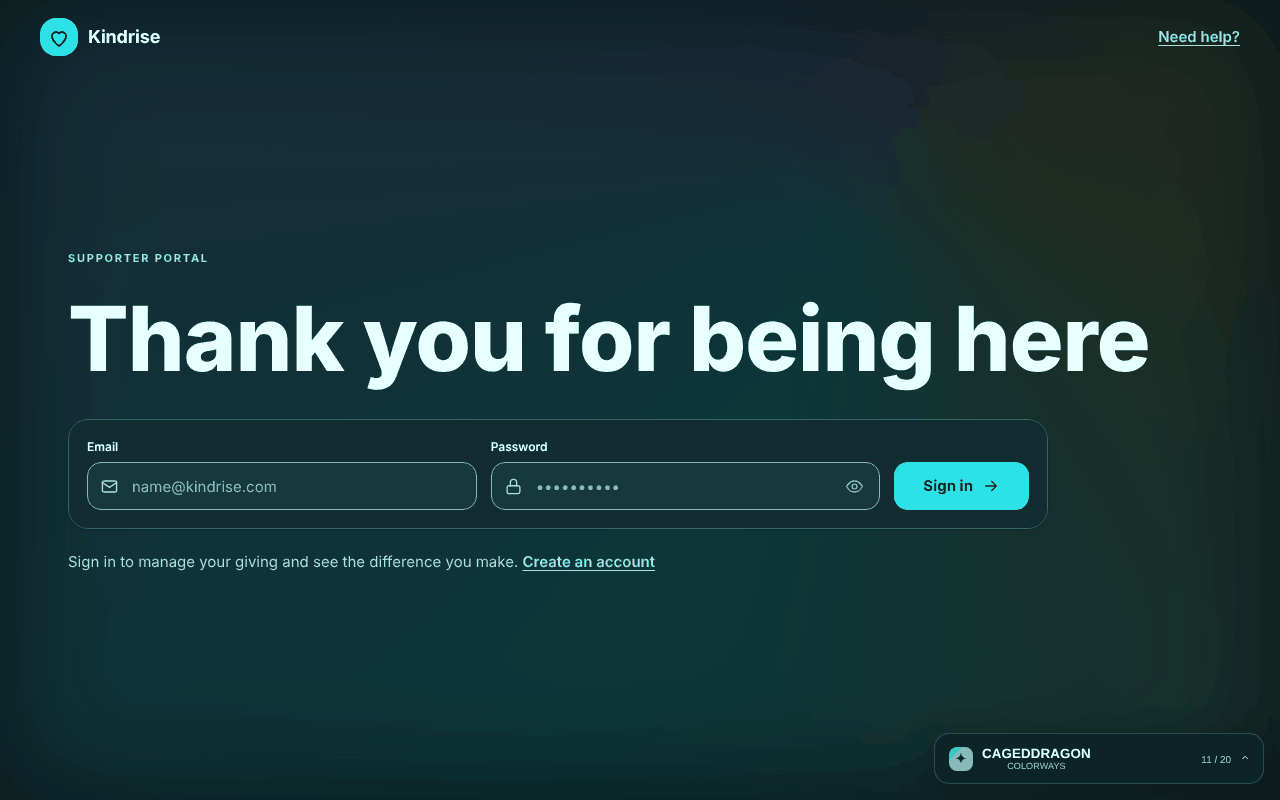 Kindrise
Need help?
SUPPORTER PORTAL
Thank you for being here
Email
Password
name@kindrise.com
••••••••••
Sign in
Sign in to manage your giving and see the difference you make. Create an account
CAGEDDRAGON
COLORWAYS
11 / 20